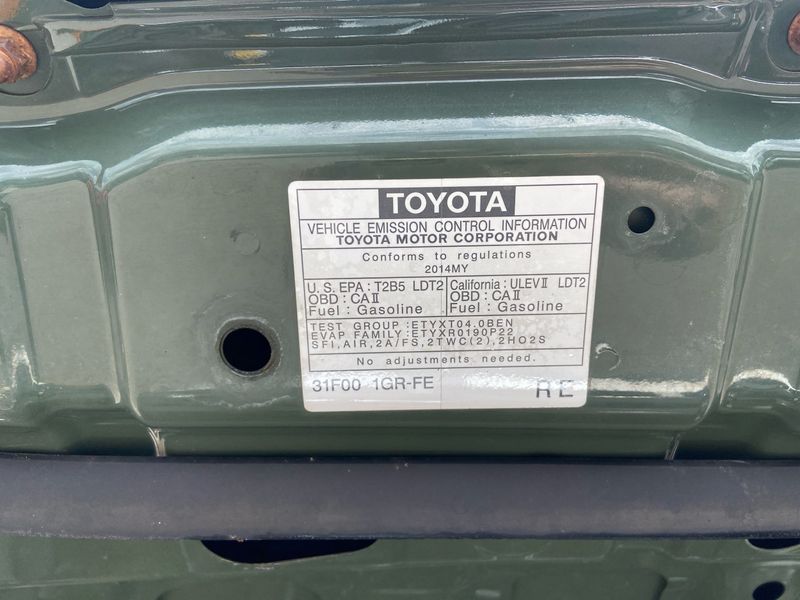 TOYOTA
VEHICLE EMISSION CONTROL INFORMATION
TOYOTA MOTOR CORPORATION
Conforms to regulations
2014MY
U.S. EPA : T2B5 LDT2
OBD : CAII
Fuel : Gasoline
California : ULEVII LDT2
OBD : CAII
Fuel : Gasoline
TEST GROUP : ETYXT04.0BEN
EVAP FAMILY : ETYXR0190P22
SFI, AIR, 2A/FS, 2TWC(2), 2HO2S
No adjustments needed.
31F00 1GR-FE
RE